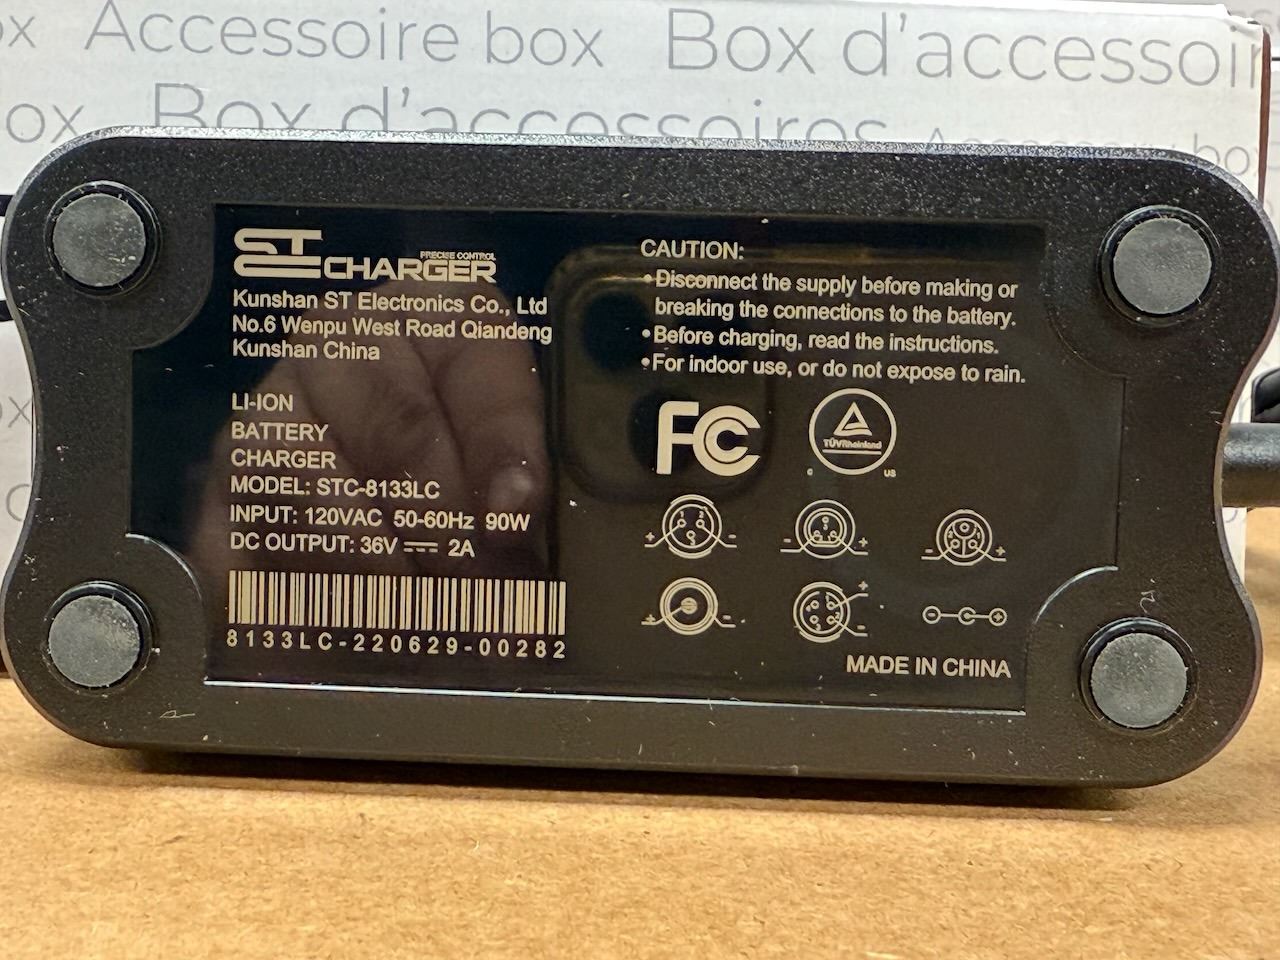 Accessoire box Box d'accessoir
ox Box d'accessoires Accessory box
ST CHARGER
PRECISE CONTROL
Kunshan ST Electronics Co., Ltd
No.6 Wenpu West Road Qiandeng
Kunshan China
LI-ION
BATTERY
CHARGER
MODEL: STC-8133LC
INPUT: 120VAC 50-60Hz 90W
DC OUTPUT: 36V ⎓ 2A
8133LC-220629-00282
CAUTION:
•Disconnect the supply before making or
breaking the connections to the battery.
•Before charging, read the instructions.
•For indoor use, or do not expose to rain.
FC
TÜVRheinland
c US
MADE IN CHINA